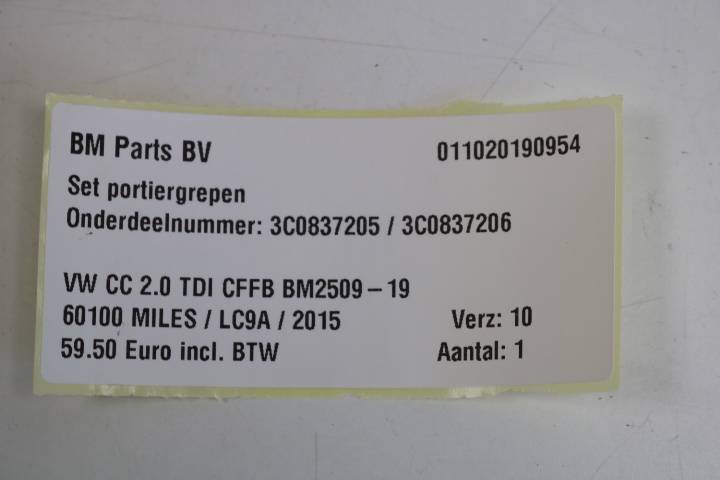 BM Parts BV 011020190954
Set portiergrepen
Onderdeelnummer: 3C0837205 / 3C0837206
VW CC 2.0 TDI CFFB BM2509-19
60100 MILES / LC9A / 2015 Verz: 10
59.50 Euro incl. BTW Aantal: 1